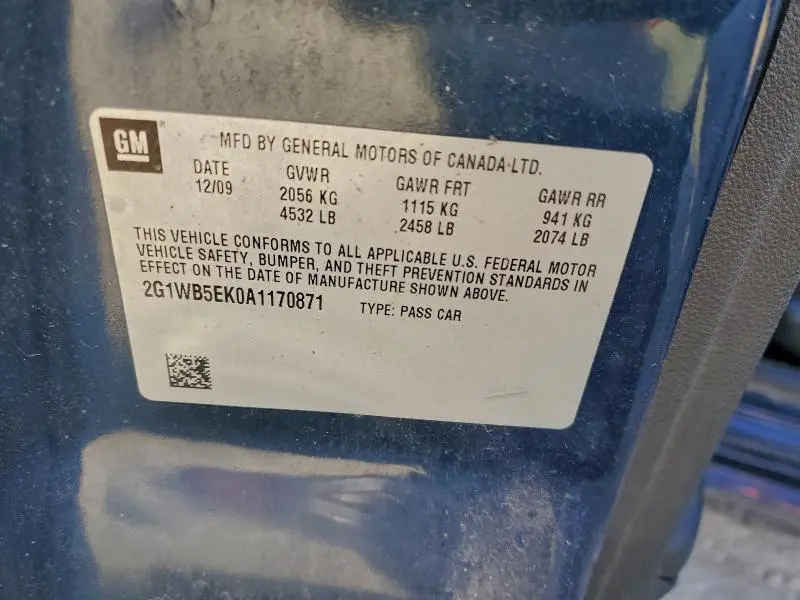 GM
MFD BY GENERAL MOTORS OF CANADA LTD.
DATE GVWR GAWR FRT GAWR RR
12/09 2056 KG 1115 KG 941 KG
4532 LB 2458 LB 2074 LB
THIS VEHICLE CONFORMS TO ALL APPLICABLE U.S. FEDERAL MOTOR
VEHICLE SAFETY, BUMPER, AND THEFT PREVENTION STANDARDS IN
EFFECT ON THE DATE OF MANUFACTURE SHOWN ABOVE.
2G1WB5EK0A1170871 TYPE: PASS CAR